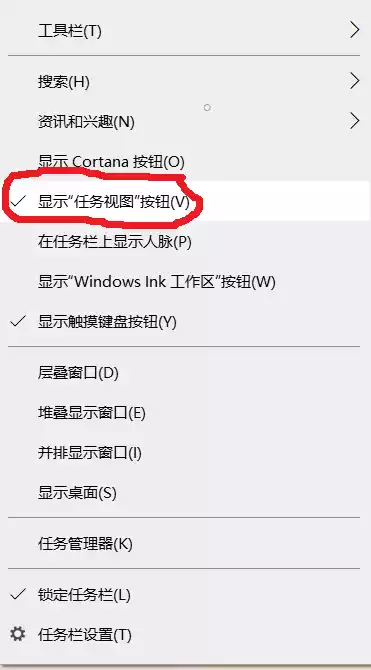 工具栏(T)
搜索(H)
资讯和兴趣(N)
显示 Cortana 按钮(O)
显示“任务视图”按钮(V)
在任务栏上显示人脉(P)
显示“Windows Ink 工作区”按钮(W)
显示触摸键盘按钮(Y)
层叠窗口(D)
堆叠显示窗口(E)
并排显示窗口(I)
显示桌面(S)
任务管理器(K)
锁定任务栏(L)
任务栏设置(T)